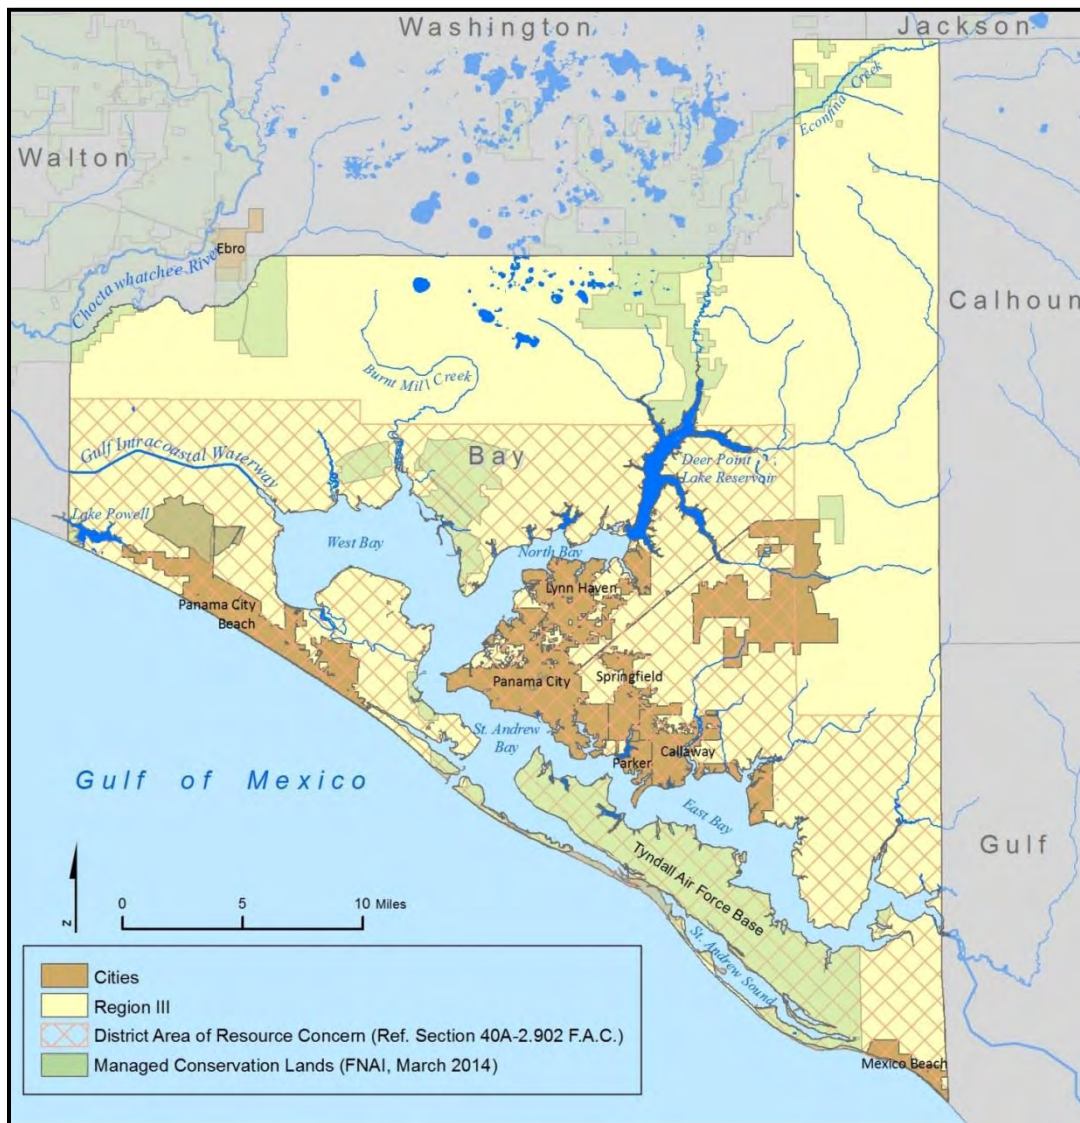 Washington
Jackson
Walton
Econfina Creek
Ebro
Choctawhatchee River
Calhoun
Burnt Mill Creek
Gulf Intracoastal Waterway
Bay
Deer Point
Lake Reservoir
Lake Powell
West Bay
North Bay
Lynn Haven
Panama City
Beach
Panama City
Springfield
St. Andrew
Bay
Callaway
Parker
Gulf of Mexico
East Bay
Gulf
Tyndall Air Force Base
N
0 5 10 Miles
St. Andrew Sound
Cities
Region III
District Area of Resource Concern (Ref. Section 40A-2.902 F.A.C.)
Managed Conservation Lands (FNAI, March 2014)
Mexico Beach